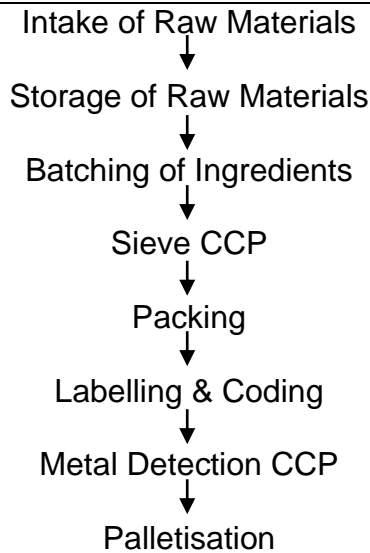 Intake of Raw Materials
Storage of Raw Materials
Batching of Ingredients
Sieve CCP
Packing
Labelling & Coding
Metal Detection CCP
Palletisation